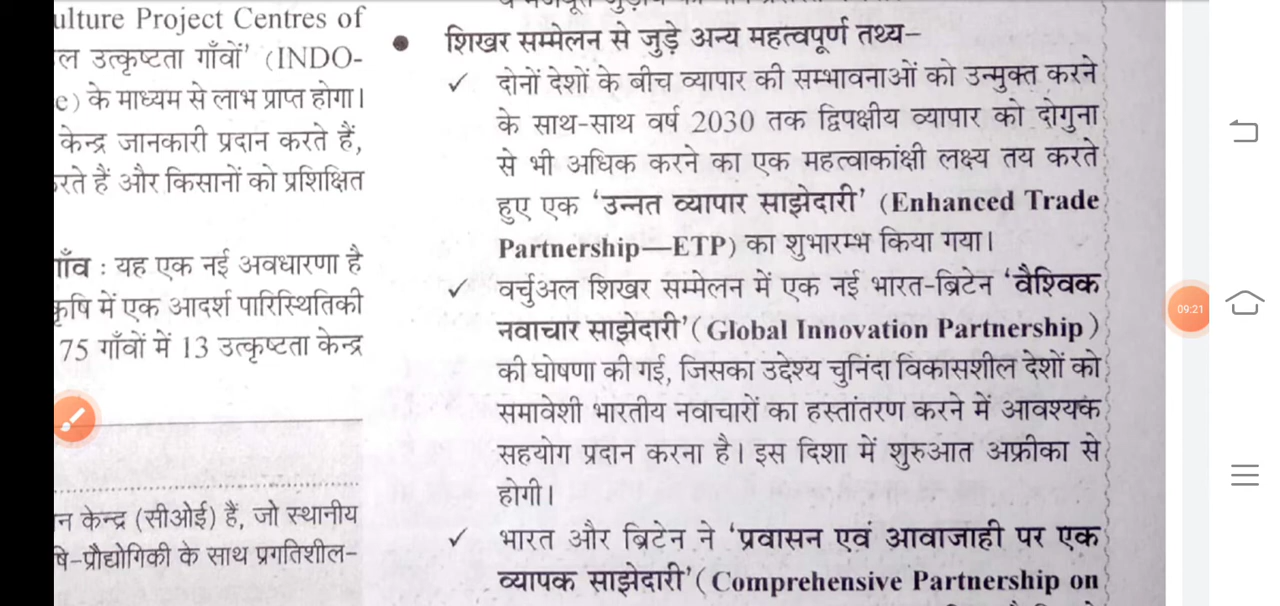 ulture Project Centres of
ल उत्कृष्टता गाँवों' (INDO-
e) के माध्यम से लाभ प्राप्त होगा।
केन्द्र जानकारी प्रदान करते हैं,
रते हैं और किसानों को प्रशिक्षित
गाँव : यह एक नई अवधारणा है
कृषि में एक आदर्श पारिस्थितिकी
75 गाँवों में 13 उत्कृष्टता केन्द्र
न केन्द्र (सीओई) हैं, जो स्थानीय
षि-प्रौद्योगिकी के साथ प्रगतिशील-
● शिखर सम्मेलन से जुड़े अन्य महत्वपूर्ण तथ्य–
✓ दोनों देशों के बीच व्यापार की सम्भावनाओं को उन्मुक्त करने
के साथ-साथ वर्ष 2030 तक द्विपक्षीय व्यापार को दोगुना
से भी अधिक करने का एक महत्वाकांक्षी लक्ष्य तय करते
हुए एक 'उन्नत व्यापार साझेदारी' (Enhanced Trade
Partnership—ETP) का शुभारम्भ किया गया।
✓ वर्चुअल शिखर सम्मेलन में एक नई भारत-ब्रिटेन 'वैश्विक
नवाचार साझेदारी' (Global Innovation Partnership)
की घोषणा की गई, जिसका उद्देश्य चुनिंदा विकासशील देशों को
समावेशी भारतीय नवाचारों का हस्तांतरण करने में आवश्यक
सहयोग प्रदान करना है। इस दिशा में शुरुआत अफ्रीका से
होगी।
✓ भारत और ब्रिटेन ने 'प्रवासन एवं आवाजाही पर एक
व्यापक साझेदारी' (Comprehensive Partnership on
09:21